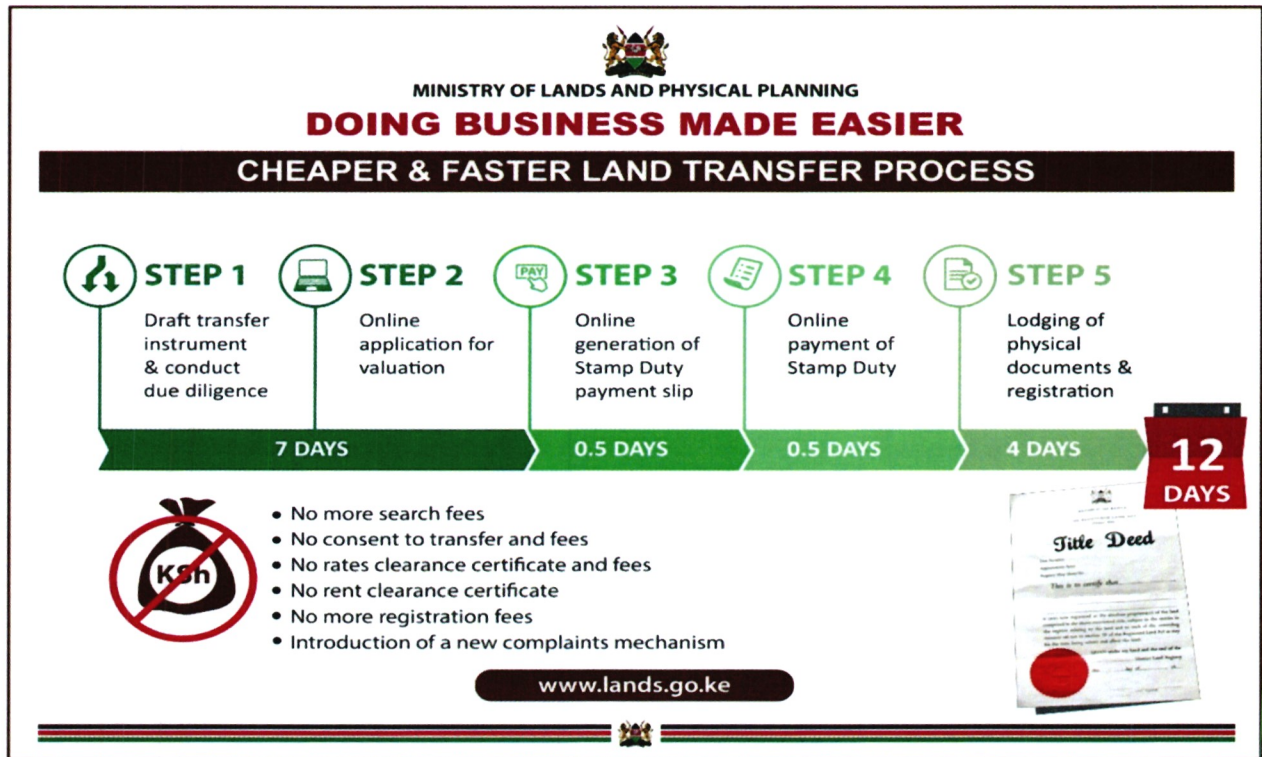 MINISTRY OF LANDS AND PHYSICAL PLANNING
DOING BUSINESS MADE EASIER
CHEAPER & FASTER LAND TRANSFER PROCESS
STEP 1
Draft transfer
instrument
& conduct
due diligence
STEP 2
Online
application for
valuation
PAY
STEP 3
Online
generation of
Stamp Duty
payment slip
STEP 4
Online
payment of
Stamp Duty
STEP 5
Lodging of
physical
documents &
registration
7 DAYS
0.5 DAYS
0.5 DAYS
4 DAYS
12
DAYS
KSh
• No more search fees
• No consent to transfer and fees
• No rates clearance certificate and fees
• No rent clearance certificate
• No more registration fees
• Introduction of a new complaints mechanism
Title Deed
This is to certify that
www.lands.go.ke